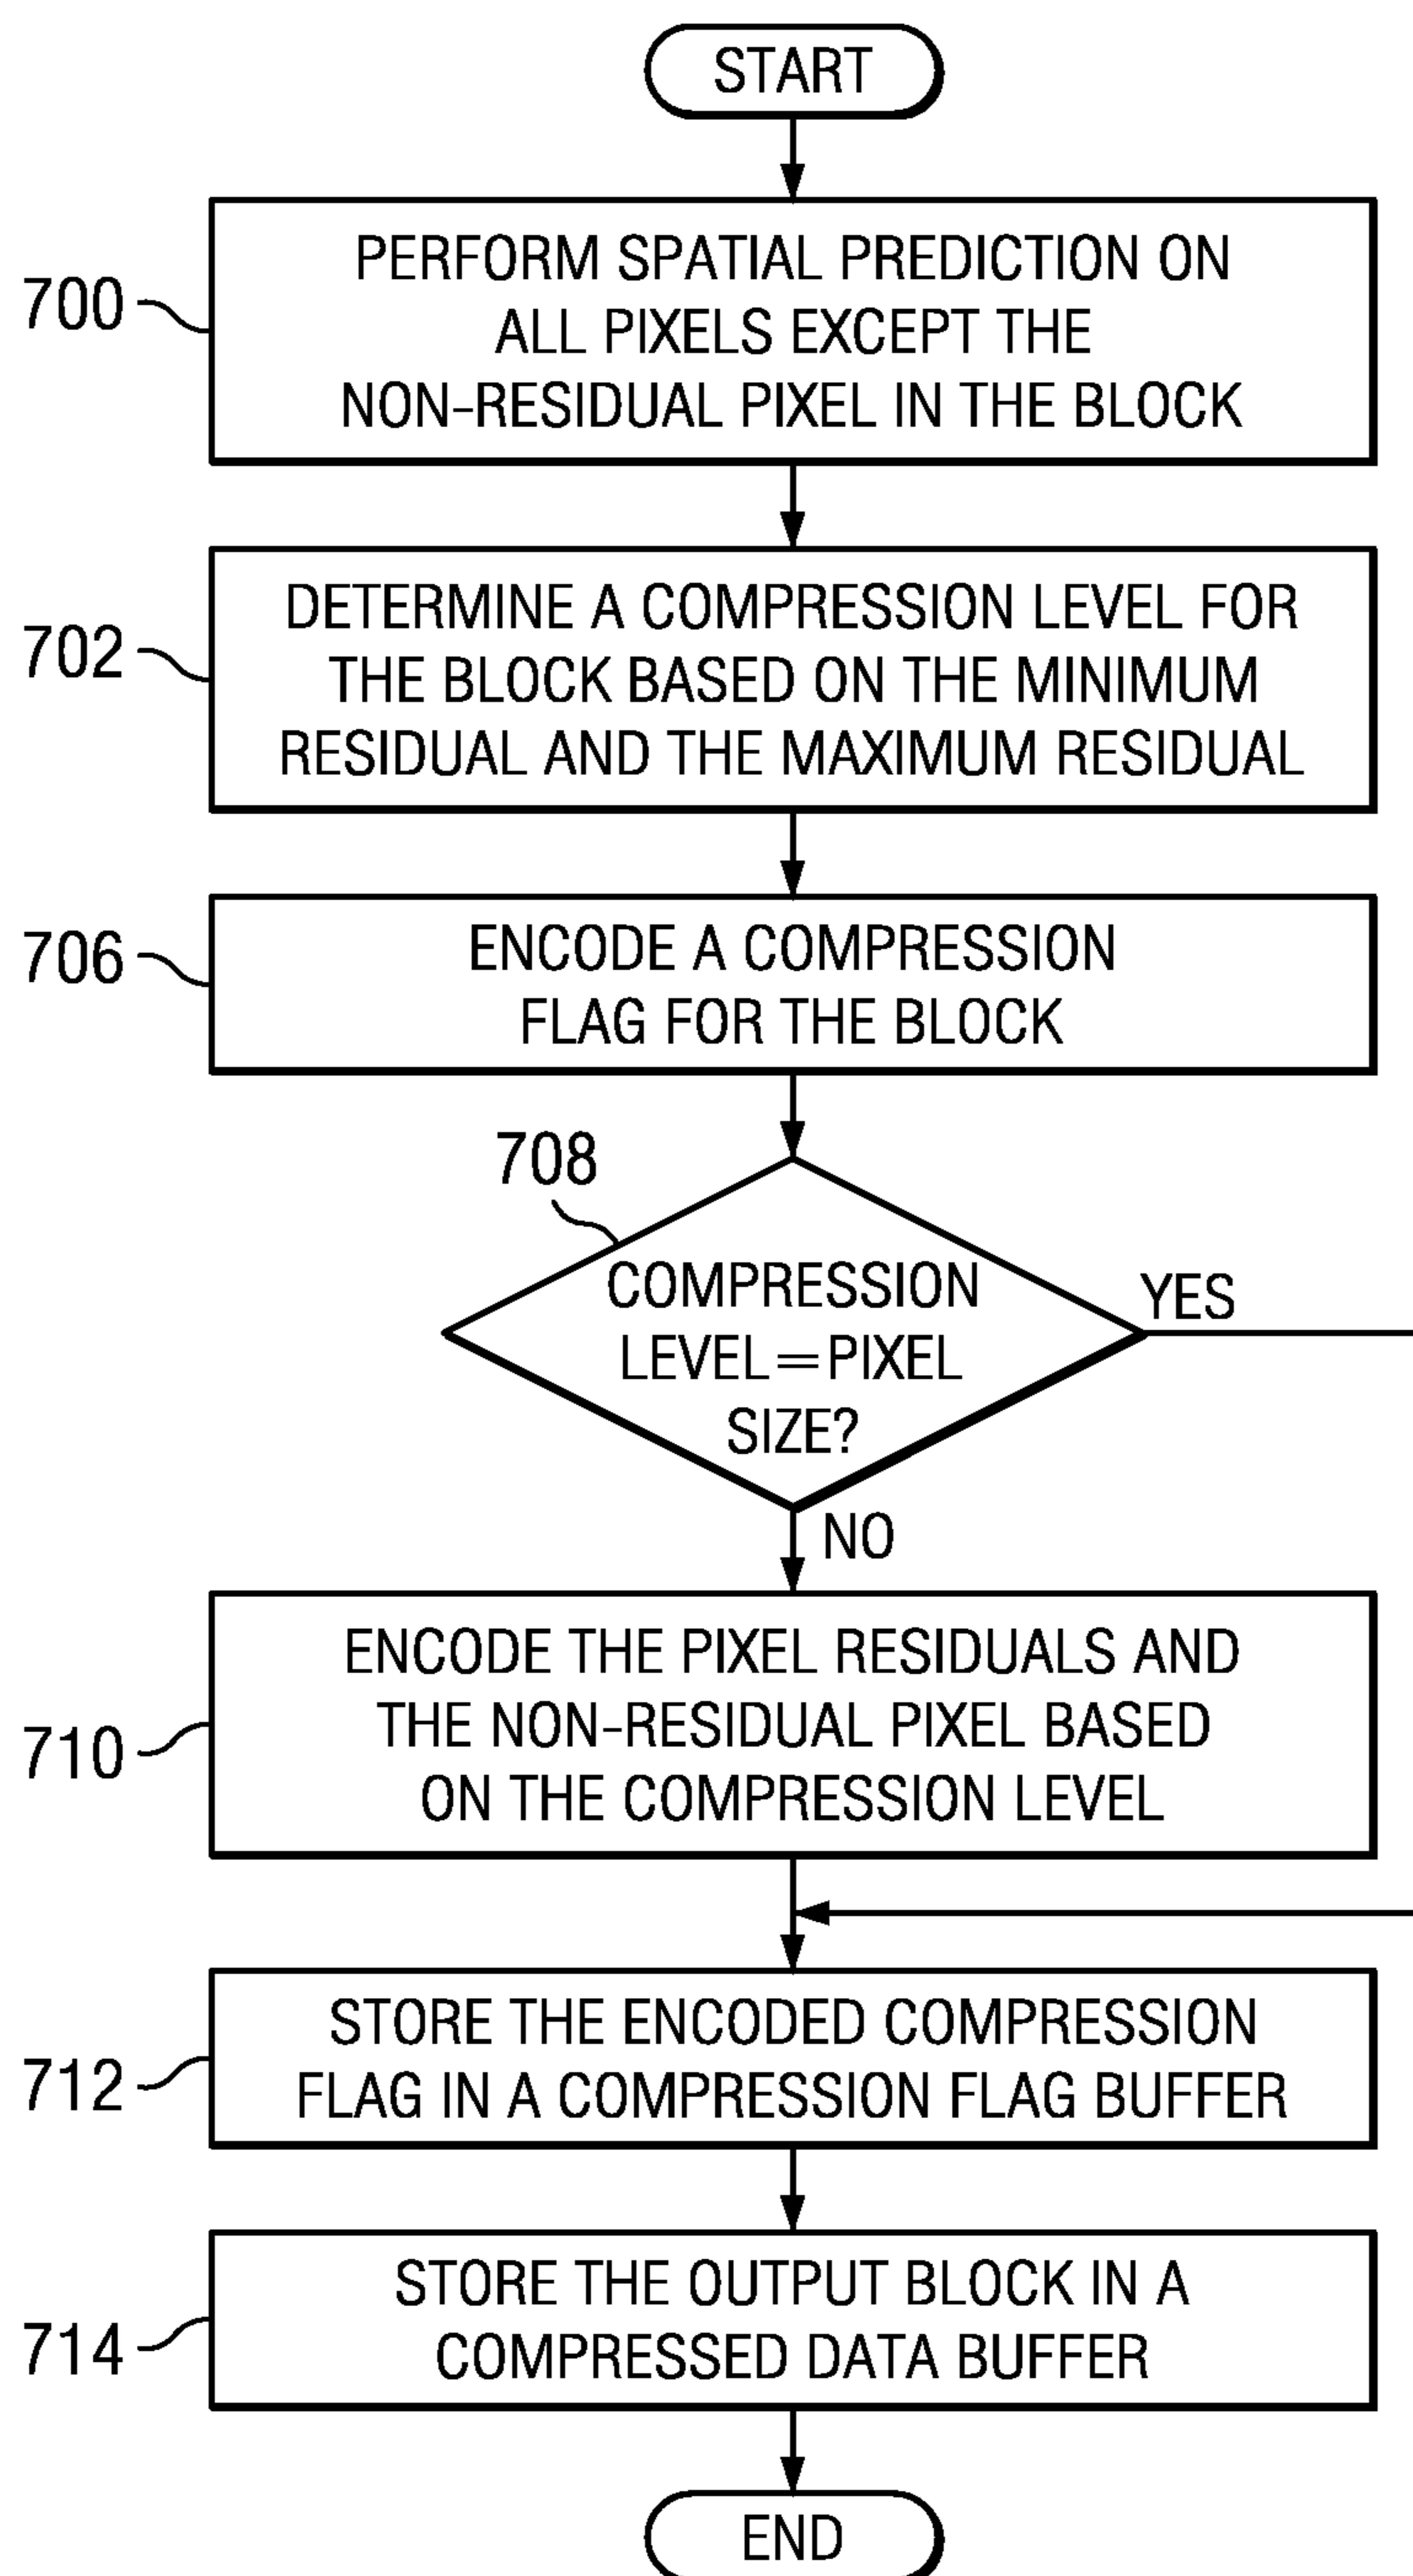 START
700
PERFORM SPATIAL PREDICTION ON
ALL PIXELS EXCEPT THE
NON-RESIDUAL PIXEL IN THE BLOCK
702
DETERMINE A COMPRESSION LEVEL FOR
THE BLOCK BASED ON THE MINIMUM
RESIDUAL AND THE MAXIMUM RESIDUAL
706
ENCODE A COMPRESSION
FLAG FOR THE BLOCK
708
COMPRESSION
LEVEL=PIXEL
SIZE?
YES
NO
710
ENCODE THE PIXEL RESIDUALS AND
THE NON-RESIDUAL PIXEL BASED
ON THE COMPRESSION LEVEL
712
STORE THE ENCODED COMPRESSION
FLAG IN A COMPRESSION FLAG BUFFER
714
STORE THE OUTPUT BLOCK IN A
COMPRESSED DATA BUFFER
END